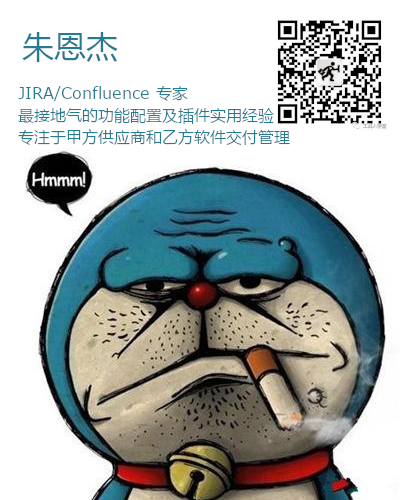 朱恩杰
JIRA/Confluence 专家
最接地气的功能配置及插件实用经验
专注于甲方供应商和乙方软件交付管理
Hmmm!